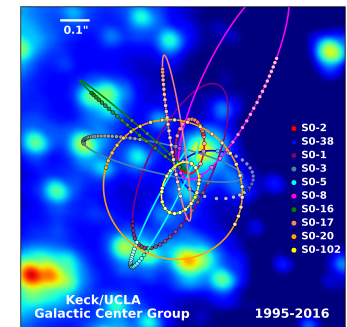 0.1"
S0-2
S0-38
S0-1
S0-3
S0-5
S0-8
S0-16
S0-17
S0-20
S0-102
Keck/UCLA
Galactic Center Group
1995-2016